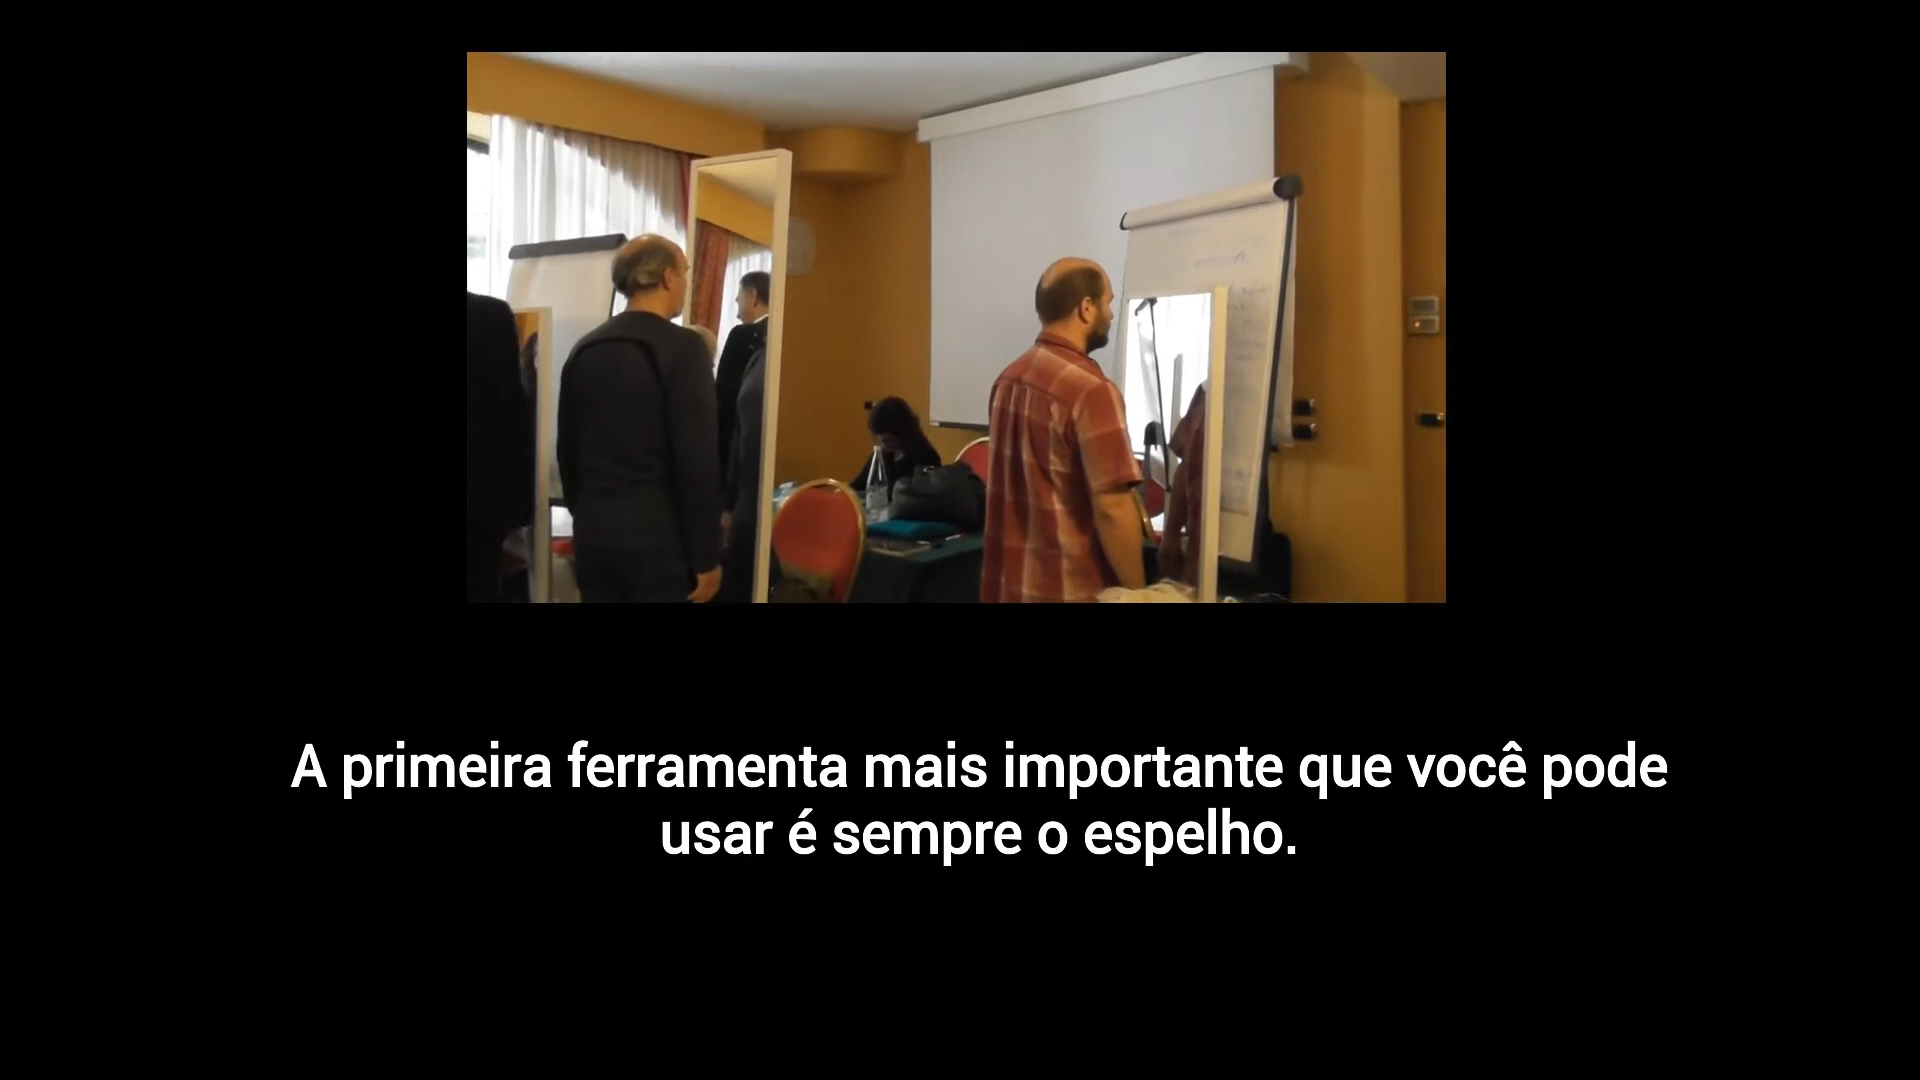 A primeira ferramenta mais importante que você pode
usar é sempre o espelho.